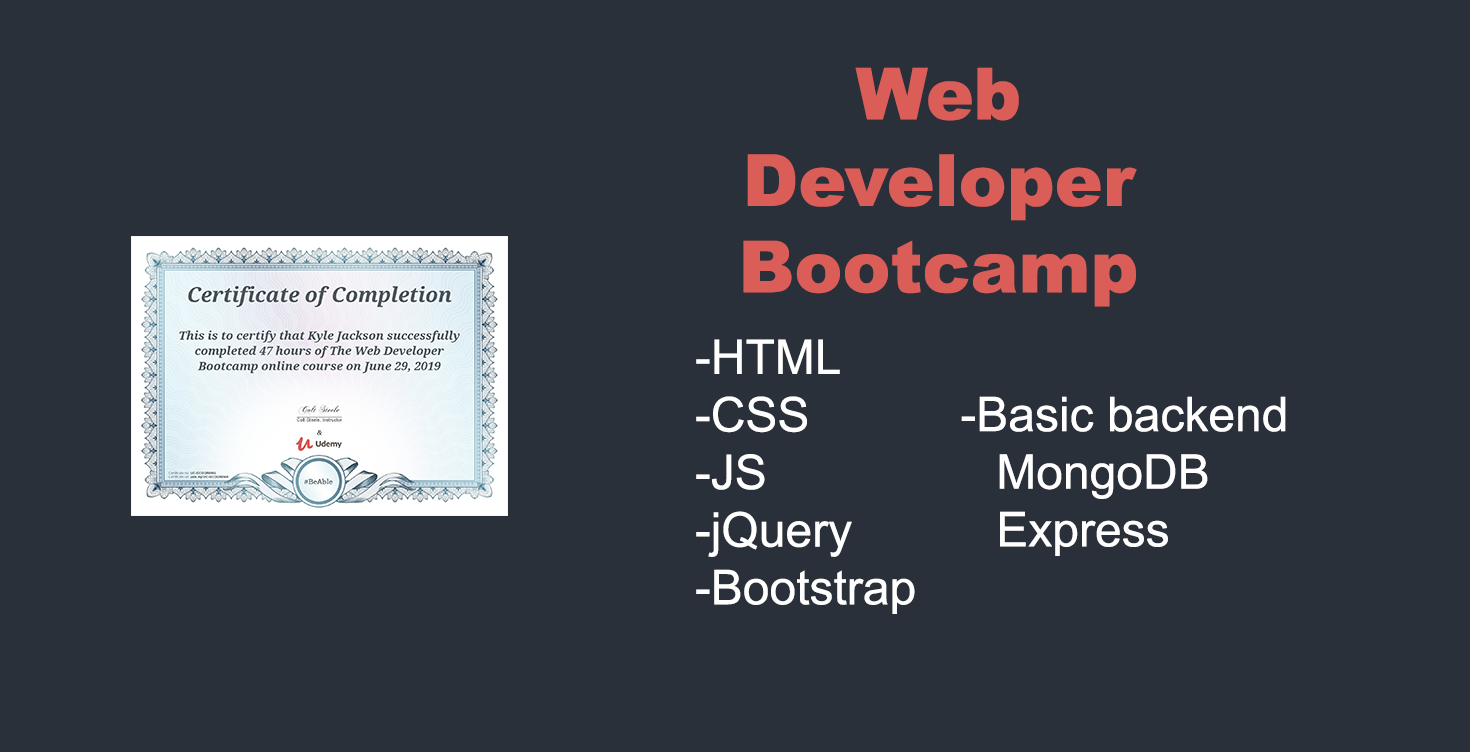 Web
Developer
Bootcamp
Certificate of Completion
This is to certify that Kyle Jackson successfully
completed 47 hours of The Web Developer
Bootcamp online course on June 29, 2019
Colt Steele
Colt Steele, Instructor
&
Udemy
#BeAble
-HTML
-CSS
-JS
-jQuery
-Bootstrap
-Basic backend
MongoDB
Express